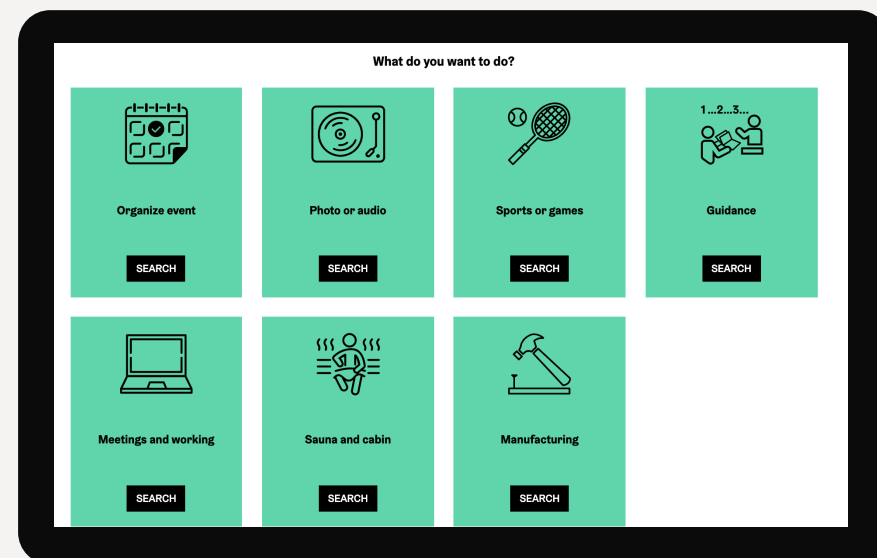 What do you want to do?
1...2...3...
Organize event
Photo or audio
Sports or games
Guidance
SEARCH
SEARCH
SEARCH
SEARCH
Meetings and working
Sauna and cabin
Manufacturing
SEARCH
SEARCH
SEARCH